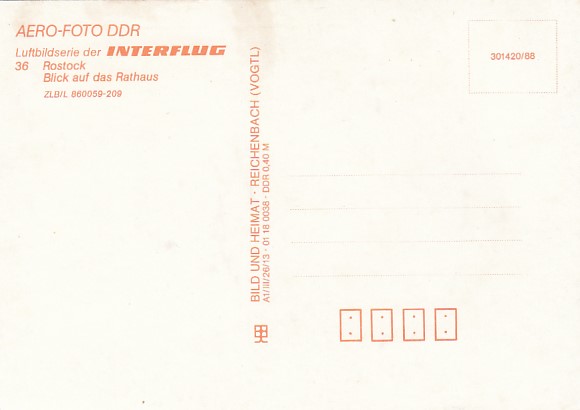 AERO-FOTO DDR
Luftbildserie der INTERFLUG
36 Rostock
Blick auf das Rathaus
ZLB/L 860059-209
301420/88
BILD UND HEIMAT · REICHENBACH (VOGTL)
A1/III/26/13 · 01 18 0038 · DDR 0,40 M